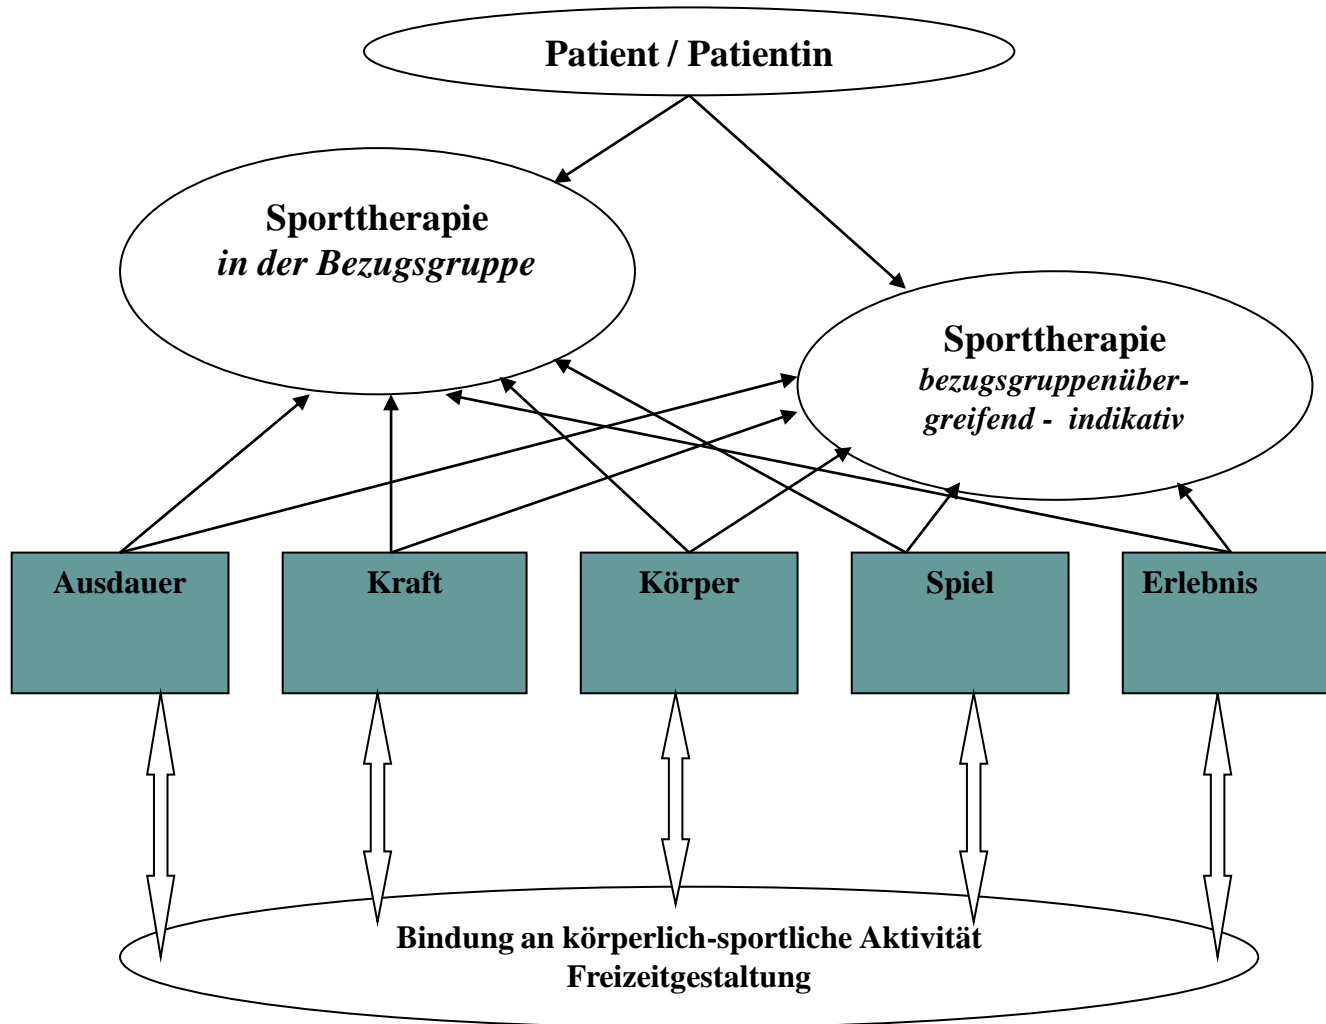 Patient / Patientin
Sporttherapie
in der Bezugsgruppe
Sporttherapie
bezugsgruppenüber-
greifend - indikativ
Ausdauer
Kraft
Körper
Spiel
Erlebnis
Bindung an körperlich-sportliche Aktivität
Freizeitgestaltung